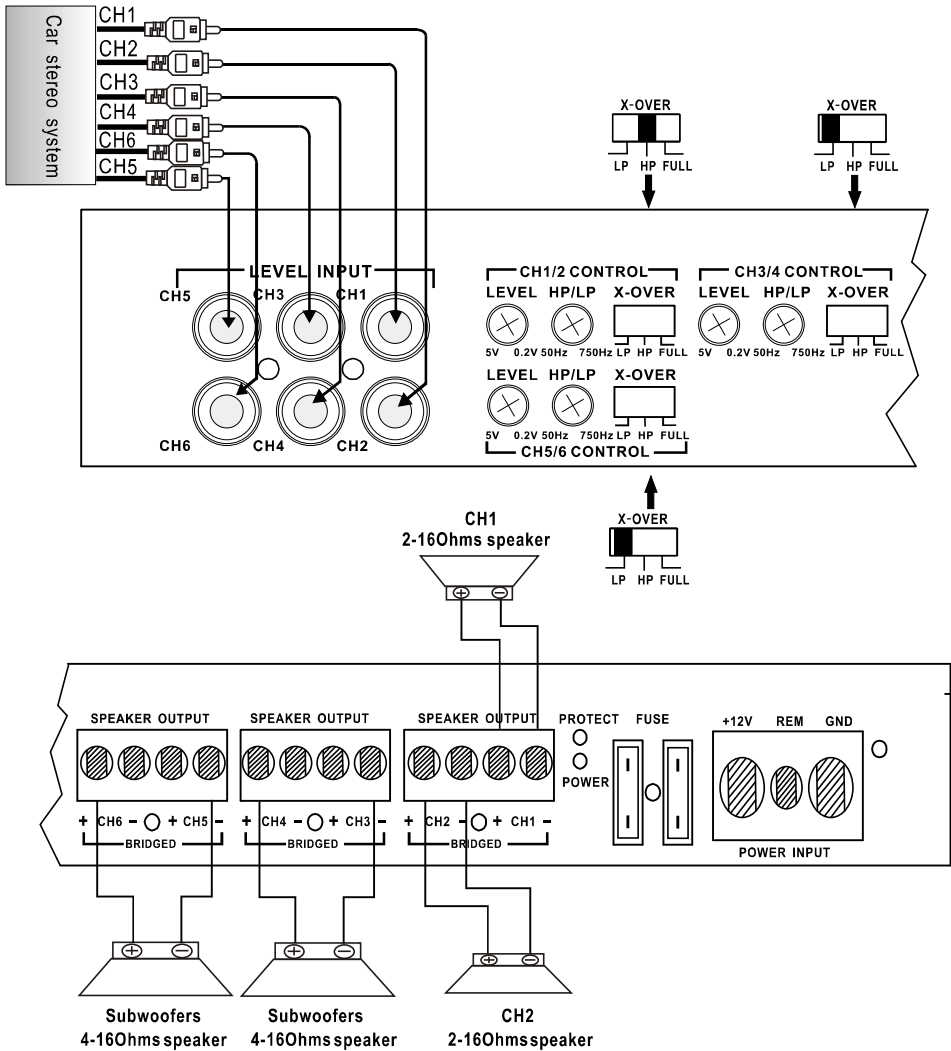 Car stereo system
CH1
CH2
CH3
CH4
CH6
CH5
X-OVER
LP HP FULL
X-OVER
LP HP FULL
LEVEL INPUT
CH5 CH3 CH1
CH6 CH4 CH2
CH1/2 CONTROL
LEVEL HP/LP X-OVER
5V 0.2V 50Hz 750Hz LP HP FULL
CH3/4 CONTROL
LEVEL HP/LP X-OVER
5V 0.2V 50Hz 750Hz LP HP FULL
LEVEL HP/LP X-OVER
5V 0.2V 50Hz 750Hz LP HP FULL
CH5/6 CONTROL
X-OVER
LP HP FULL
CH1
2-16Ohms speaker
+ −
SPEAKER OUTPUT
SPEAKER OUTPUT
SPEAKER OUTPUT
PROTECT FUSE
POWER
+12V REM GND
POWER INPUT
+ CH6 - + CH5 -
BRIDGED
+ CH4 - + CH3 -
BRIDGED
+ CH2 - + CH1 -
BRIDGED
+ −
Subwoofers
4-16Ohms speaker
+ −
Subwoofers
4-16Ohms speaker
+ −
CH2
2-16Ohms speaker